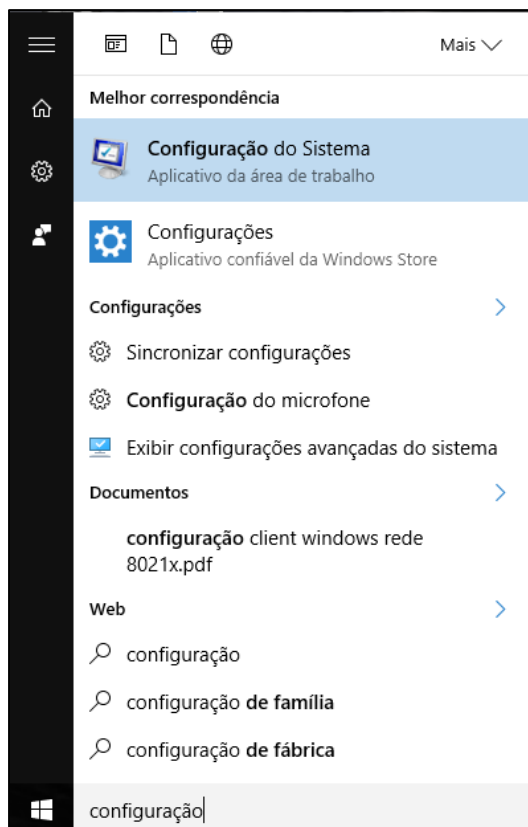 Mais
Melhor correspondência
Configuração do Sistema
Aplicativo da área de trabalho
Configurações
Aplicativo confiável da Windows Store
Configurações
Sincronizar configurações
Configuração do microfone
Exibir configurações avançadas do sistema
Documentos
configuração client windows rede
8021x.pdf
Web
configuração
configuração de família
configuração de fábrica
configuração